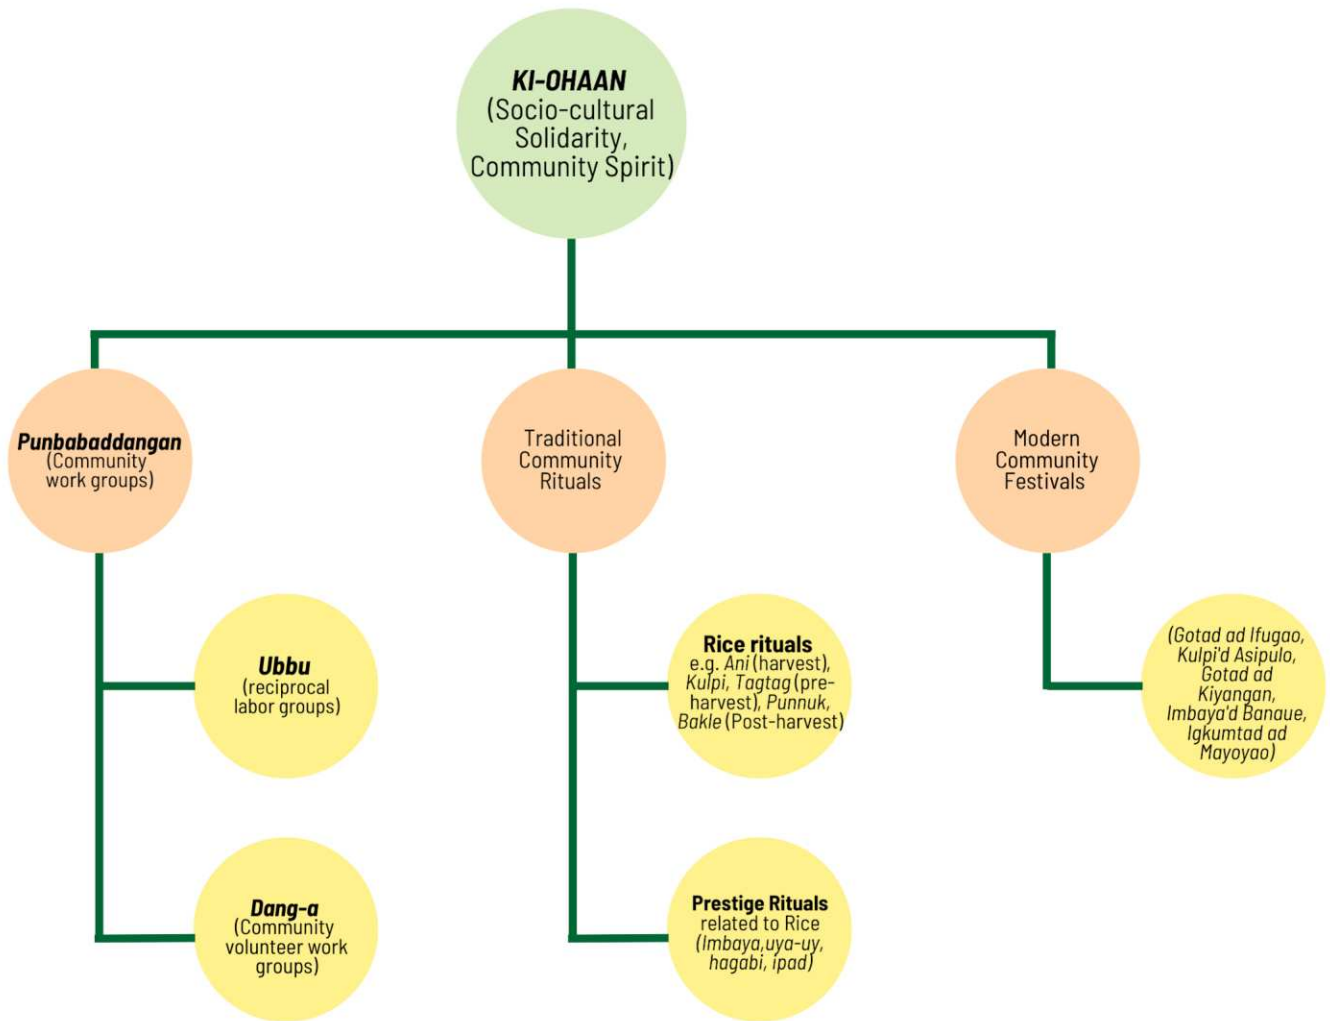 KI-OHAAN
(Socio-cultural
Solidarity,
Community Spirit)
Punbabaddangan
(Community
work groups)
Traditional
Community
Rituals
Modern
Community
Festivals
Ubbu
(reciprocal
labor groups)
Rice rituals
e.g. Ani (harvest),
Kulpi, Tagtag (pre-
harvest), Punnuk,
Bakle (Post-harvest)
(Gotad ad Ifugao,
Kulpi'd Asipulo,
Gotad ad
Kiyangan,
Imbaya'd Banaue,
Igkumtad ad
Mayoyao)
Dang-a
(Community
volunteer work
groups)
Prestige Rituals
related to Rice
(Imbaya,uya-uy,
hagabi, ipad)